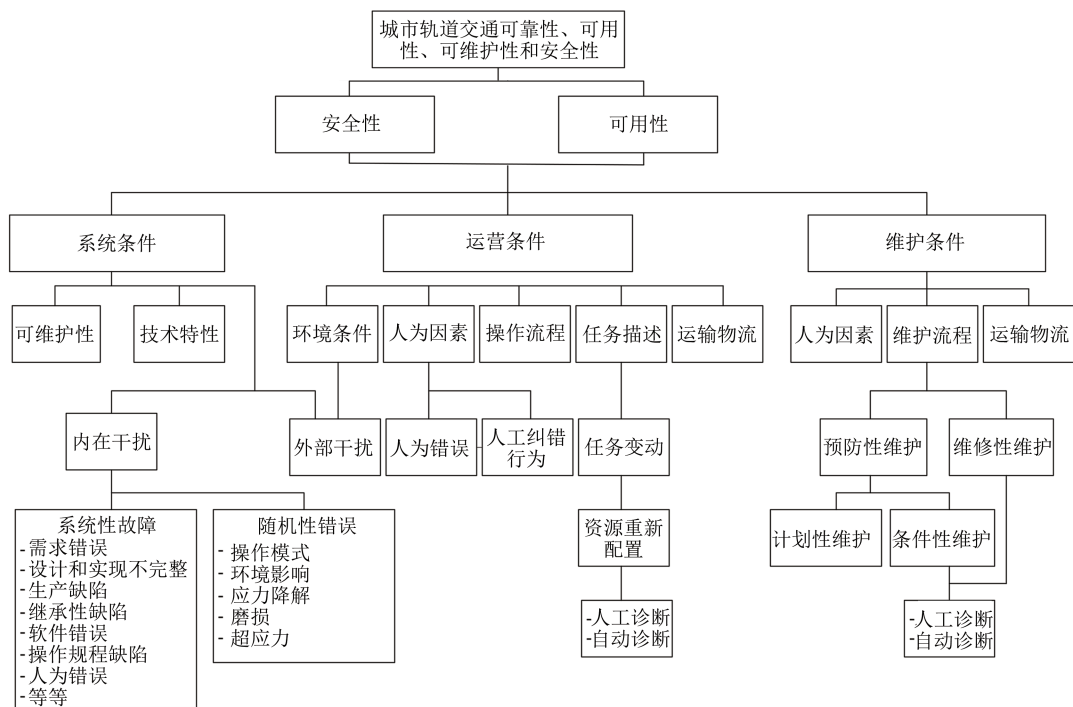 城市轨道交通可靠性、可用
性、可维护性和安全性
安全性
可用性
系统条件
运营条件
维护条件
可维护性
技术特性
环境条件
人为因素
操作流程
任务描述
运输物流
人为因素
维护流程
运输物流
内在干扰
外部干扰
人为错误
人工纠错
行为
任务变动
预防性维护
维修性维护
系统性故障
-需求错误
-设计和实现不完整
-生产缺陷
-继承性缺陷
-软件错误
-操作规程缺陷
-人为错误
-等等
随机性错误
- 操作模式
- 环境影响
- 应力降解
- 磨损
- 超应力
资源重新
配置
计划性维护
条件性维护
-人工诊断
-自动诊断
-人工诊断
-自动诊断